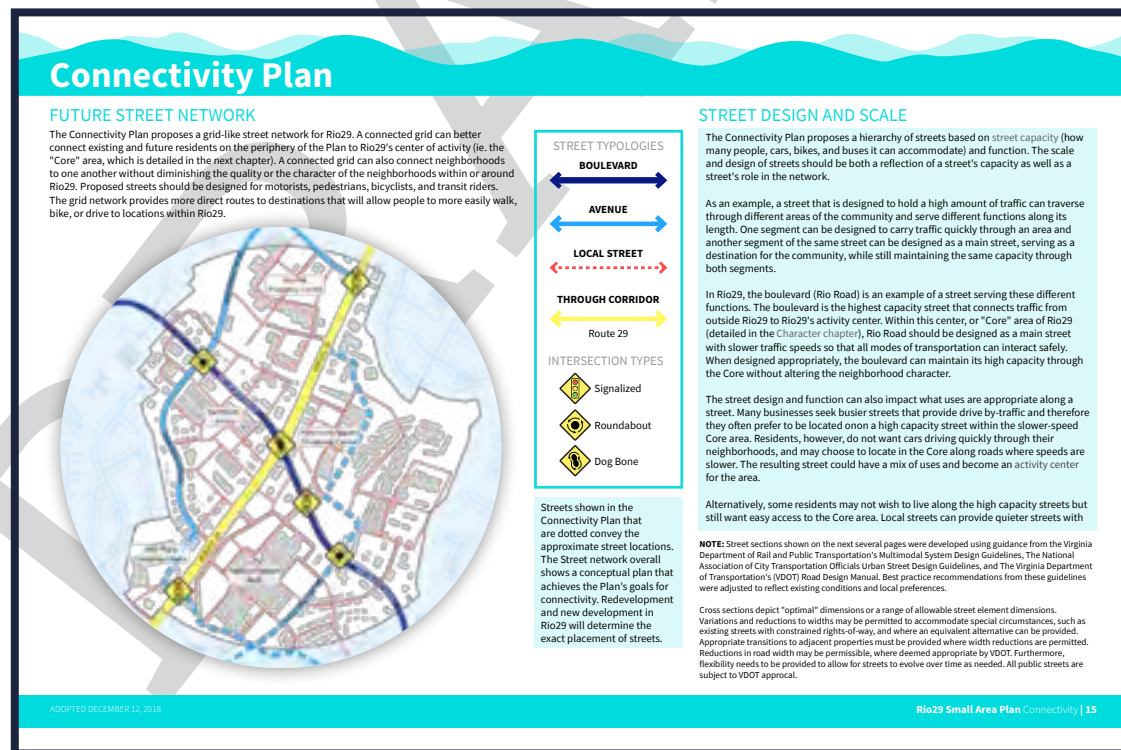 Connectivity Plan
FUTURE STREET NETWORK
The Connectivity Plan proposes a grid-like street network for Rio29. A connected grid can better
connect existing and future residents on the periphery of the Plan to Rio29's center of activity (ie. the
"Core" area, which is detailed in the next chapter). A connected grid can also connect neighborhoods
to one another without diminishing the quality or the character of the neighborhoods within or around
Rio29. Proposed streets should be designed for motorists, pedestrians, bicyclists, and transit riders.
The grid network provides more direct routes to destinations that will allow people to more easily walk,
bike, or drive to locations within Rio29.
STREET TYPOLOGIES
BOULEVARD
AVENUE
LOCAL STREET
THROUGH CORRIDOR
Route 29
INTERSECTION TYPES
Signalized
Roundabout
Dog Bone
Streets shown in the
Connectivity Plan that
are dotted convey the
approximate street locations.
The Street network overall
shows a conceptual plan that
achieves the Plan's goals for
connectivity. Redevelopment
and new development in
Rio29 will determine the
exact placement of streets.
STREET DESIGN AND SCALE
The Connectivity Plan proposes a hierarchy of streets based on street capacity (how
many people, cars, bikes, and buses it can accommodate) and function. The scale
and design of streets should be both a reflection of a street's capacity as well as a
street's role in the network.
As an example, a street that is designed to hold a high amount of traffic can traverse
through different areas of the community and serve different functions along its
length. One segment can be designed to carry traffic quickly through an area and
another segment of the same street can be designed as a main street, serving as a
destination for the community, while still maintaining the same capacity through
both segments.
In Rio29, the boulevard (Rio Road) is an example of a street serving these different
functions. The boulevard is the highest capacity street that connects traffic from
outside Rio29 to Rio29's activity center. Within this center, or "Core" area of Rio29
(detailed in the Character chapter), Rio Road should be designed as a main street
with slower traffic speeds so that all modes of transportation can interact safely.
When designed appropriately, the boulevard can maintain its high capacity through
the Core without altering the neighborhood character.
The street design and function can also impact what uses are appropriate along a
street. Many businesses seek busier streets that provide drive by-traffic and therefore
they often prefer to be located onon a high capacity street within the slower-speed
Core area. Residents, however, do not want cars driving quickly through their
neighborhoods, and may choose to locate in the Core along roads where speeds are
slower. The resulting street could have a mix of uses and become an activity center
for the area.
Alternatively, some residents may not wish to live along the high capacity streets but
still want easy access to the Core area. Local streets can provide quieter streets with
NOTE: Street sections shown on the next several pages were developed using guidance from the Virginia
Department of Rail and Public Transportation's Multimodal System Design Guidelines, The National
Association of City Transportation Officials Urban Street Design Guidelines, and The Virginia Department
of Transportation's (VDOT) Road Design Manual. Best practice recommendations from these guidelines
were adjusted to reflect existing conditions and local preferences.
Cross sections depict "optimal" dimensions or a range of allowable street element dimensions.
Variations and reductions to widths may be permitted to accommodate special circumstances, such as
existing streets with constrained rights-of-way, and where an equivalent alternative can be provided.
Appropriate transitions to adjacent properties must be provided where width reductions are permitted.
Reductions in road width may be permissible, where deemed appropriate by VDOT. Furthermore,
flexibility needs to be provided to allow for streets to evolve over time as needed. All public streets are
subject to VDOT approcal.
ADOPTED DECEMBER 12, 2018
Rio29 Small Area Plan Connectivity | 15